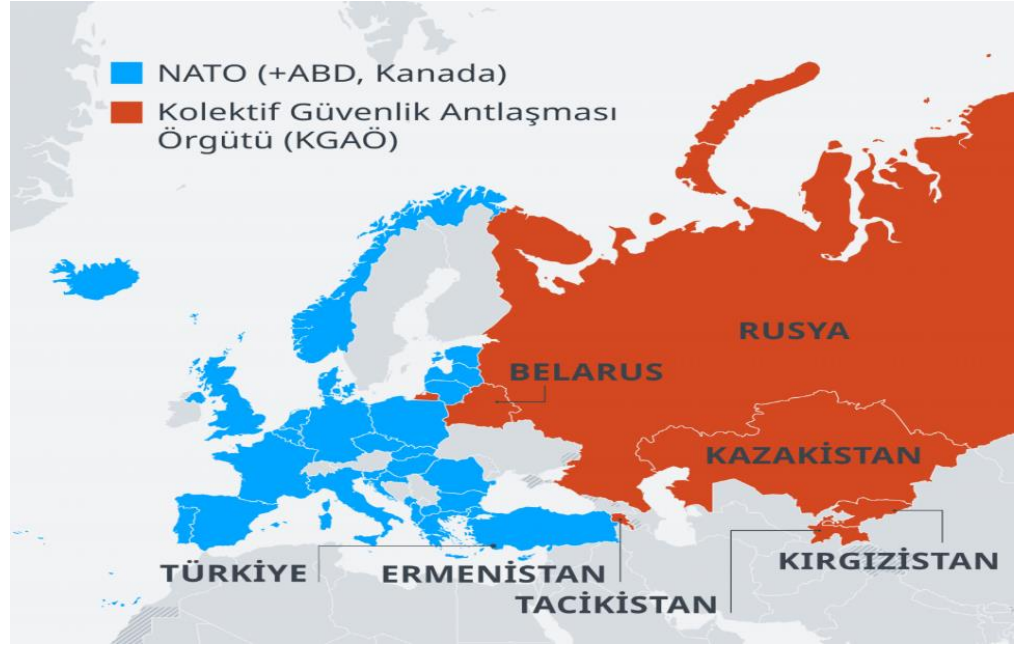 NATO (+ABD, Kanada)
Kolektif Güvenlik Antlaşması
Örgütü (KGAÖ)
RUSYA
BELARUS
KAZAKİSTAN
KIRGIZİSTAN
TÜRKİYE
ERMENİSTAN
TACİKİSTAN